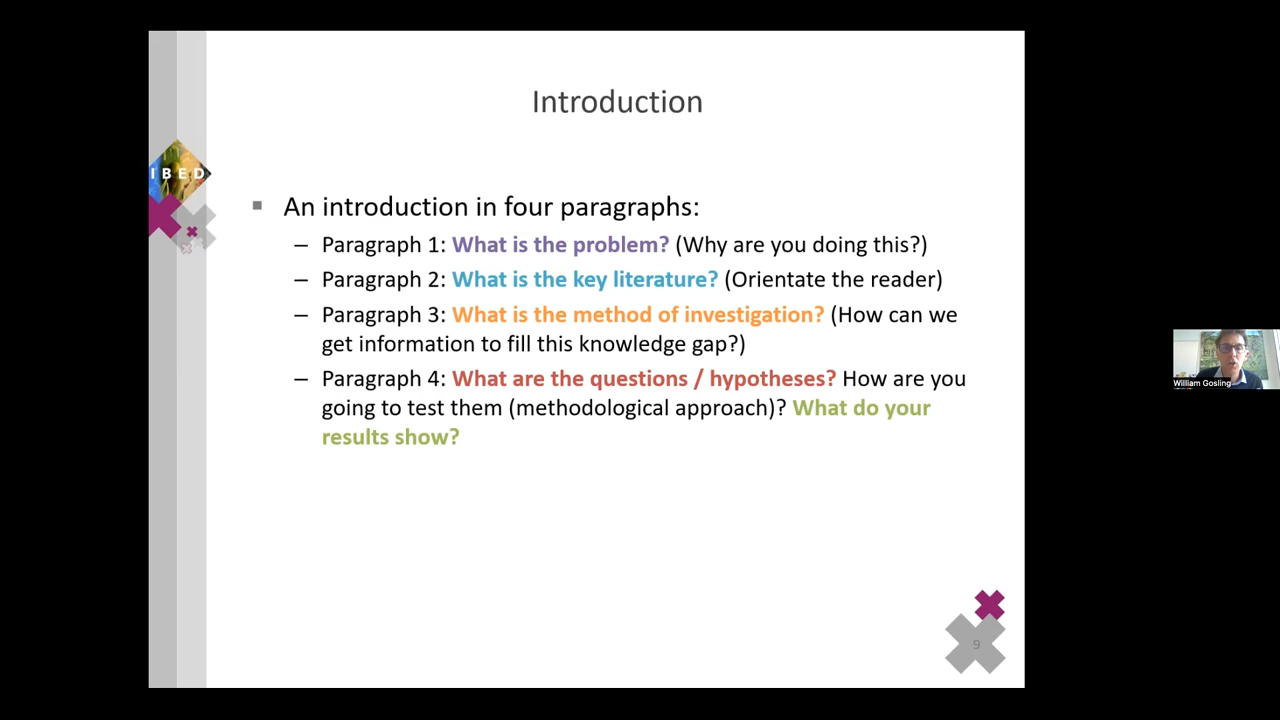 Introduction
IBED
▪ An introduction in four paragraphs:
– Paragraph 1: What is the problem? (Why are you doing this?)
– Paragraph 2: What is the key literature? (Orientate the reader)
– Paragraph 3: What is the method of investigation? (How can we
get information to fill this knowledge gap?)
– Paragraph 4: What are the questions / hypotheses? How are you
going to test them (methodological approach)? What do your
results show?
William Gosling
9